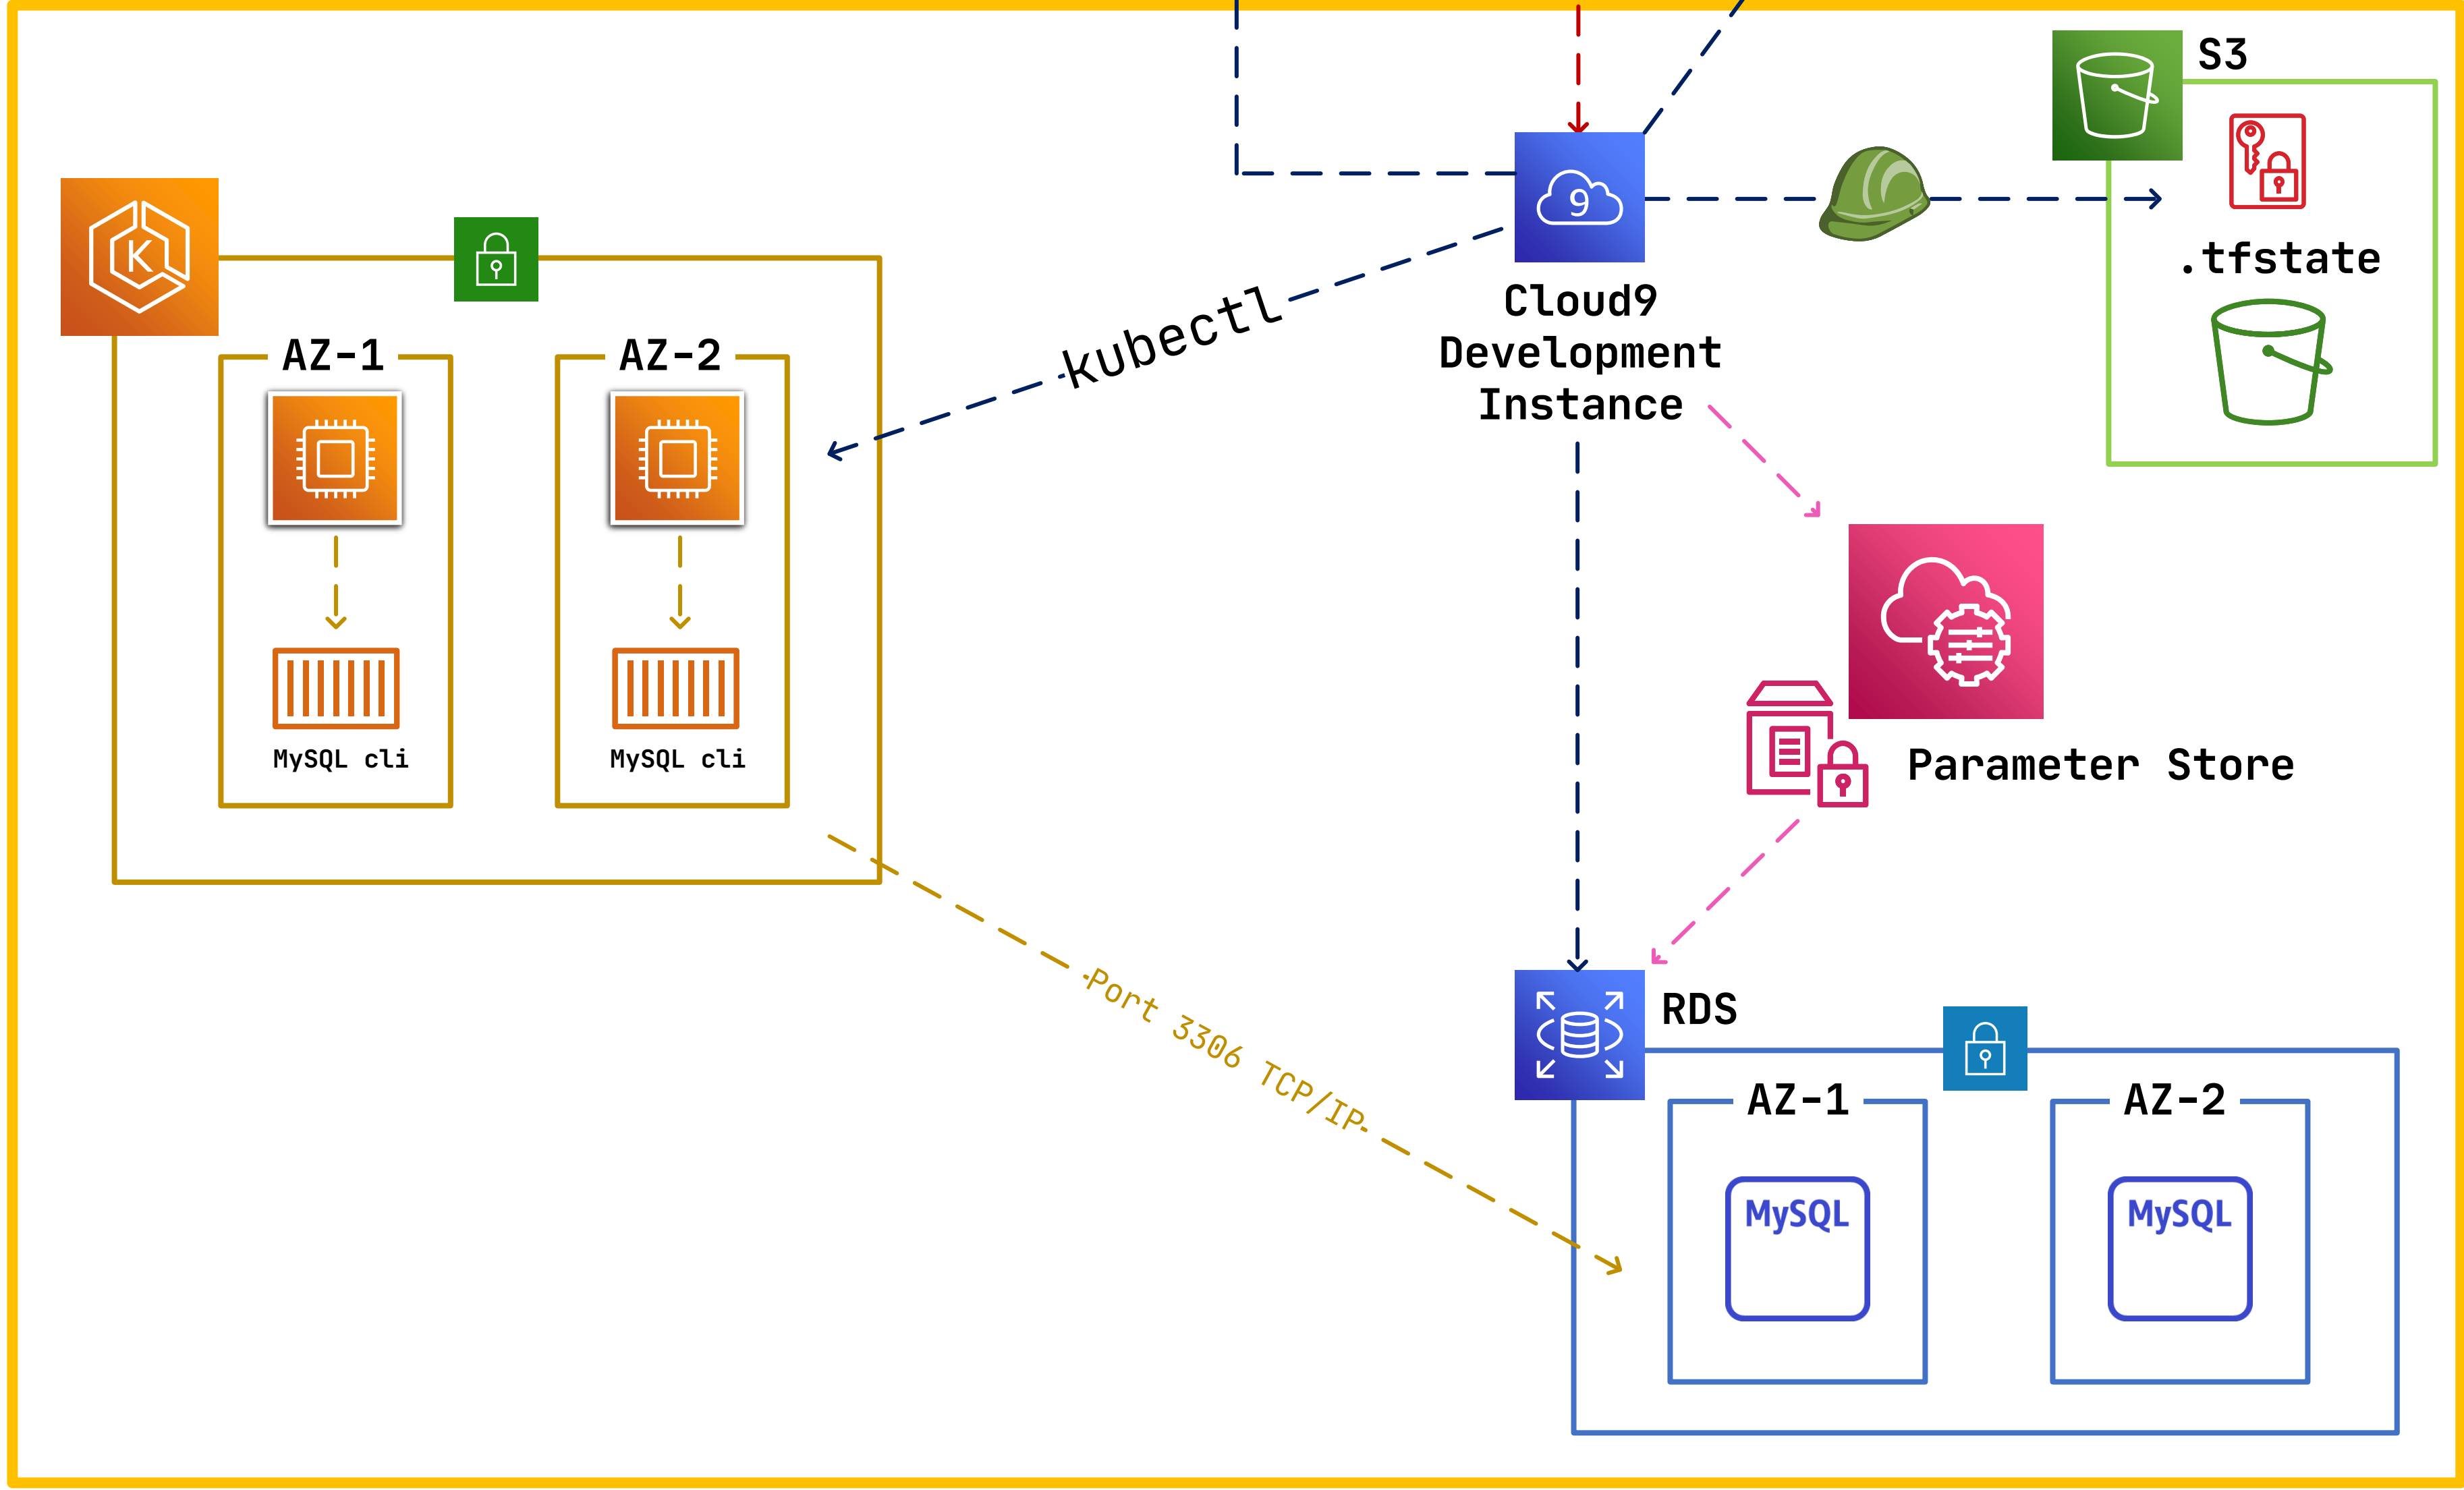 S3
.tfstate
K
9
kubectl
Cloud9
Development
Instance
AZ-1
AZ-2
MySQL cli
MySQL cli
Parameter Store
Port 3306 TCP/IP
RDS
AZ-1
AZ-2
MySQL
MySQL